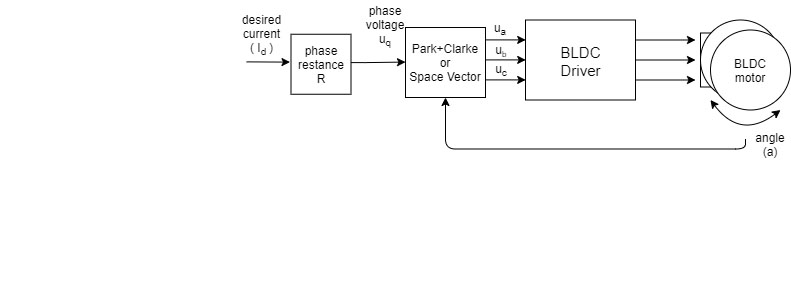 desired
current
( I_d )
phase
restance
R
phase
voltage
u_q
Park+Clarke
or
Space Vector
u_a
u_b
u_c
BLDC
Driver
BLDC
motor
angle
(a)